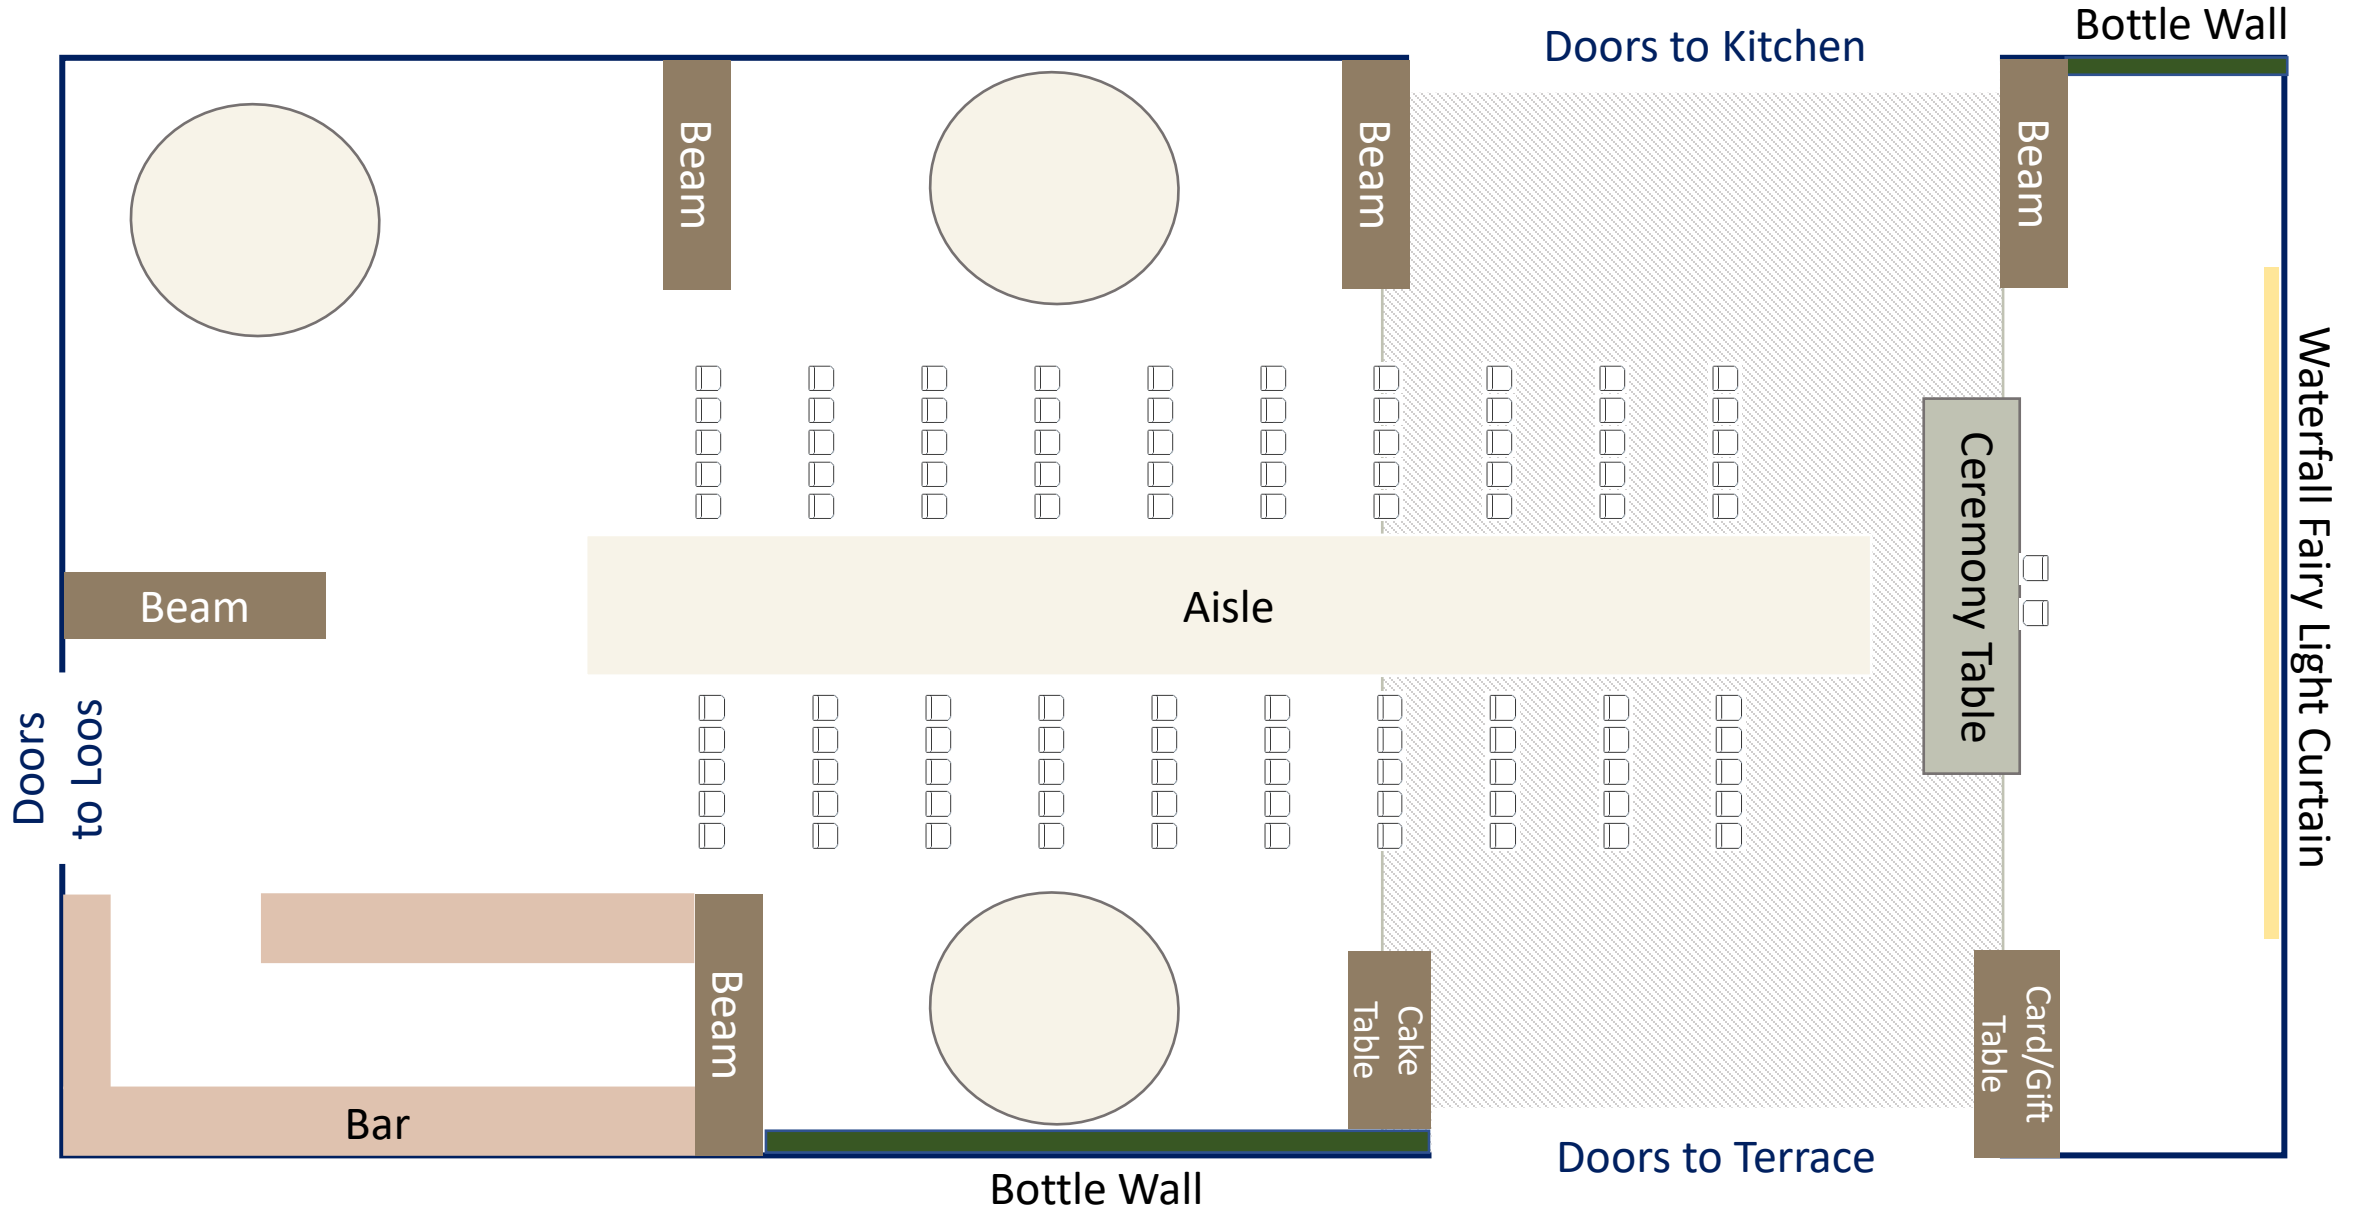 Bottle Wall
Doors to Kitchen
Beam
Beam
Beam
Waterfall Fairy Light Curtain
Ceremony Table
Aisle
Beam
Doors
to Loos
Beam
Cake
Table
Card/Gift
Table
Bar
Doors to Terrace
Bottle Wall